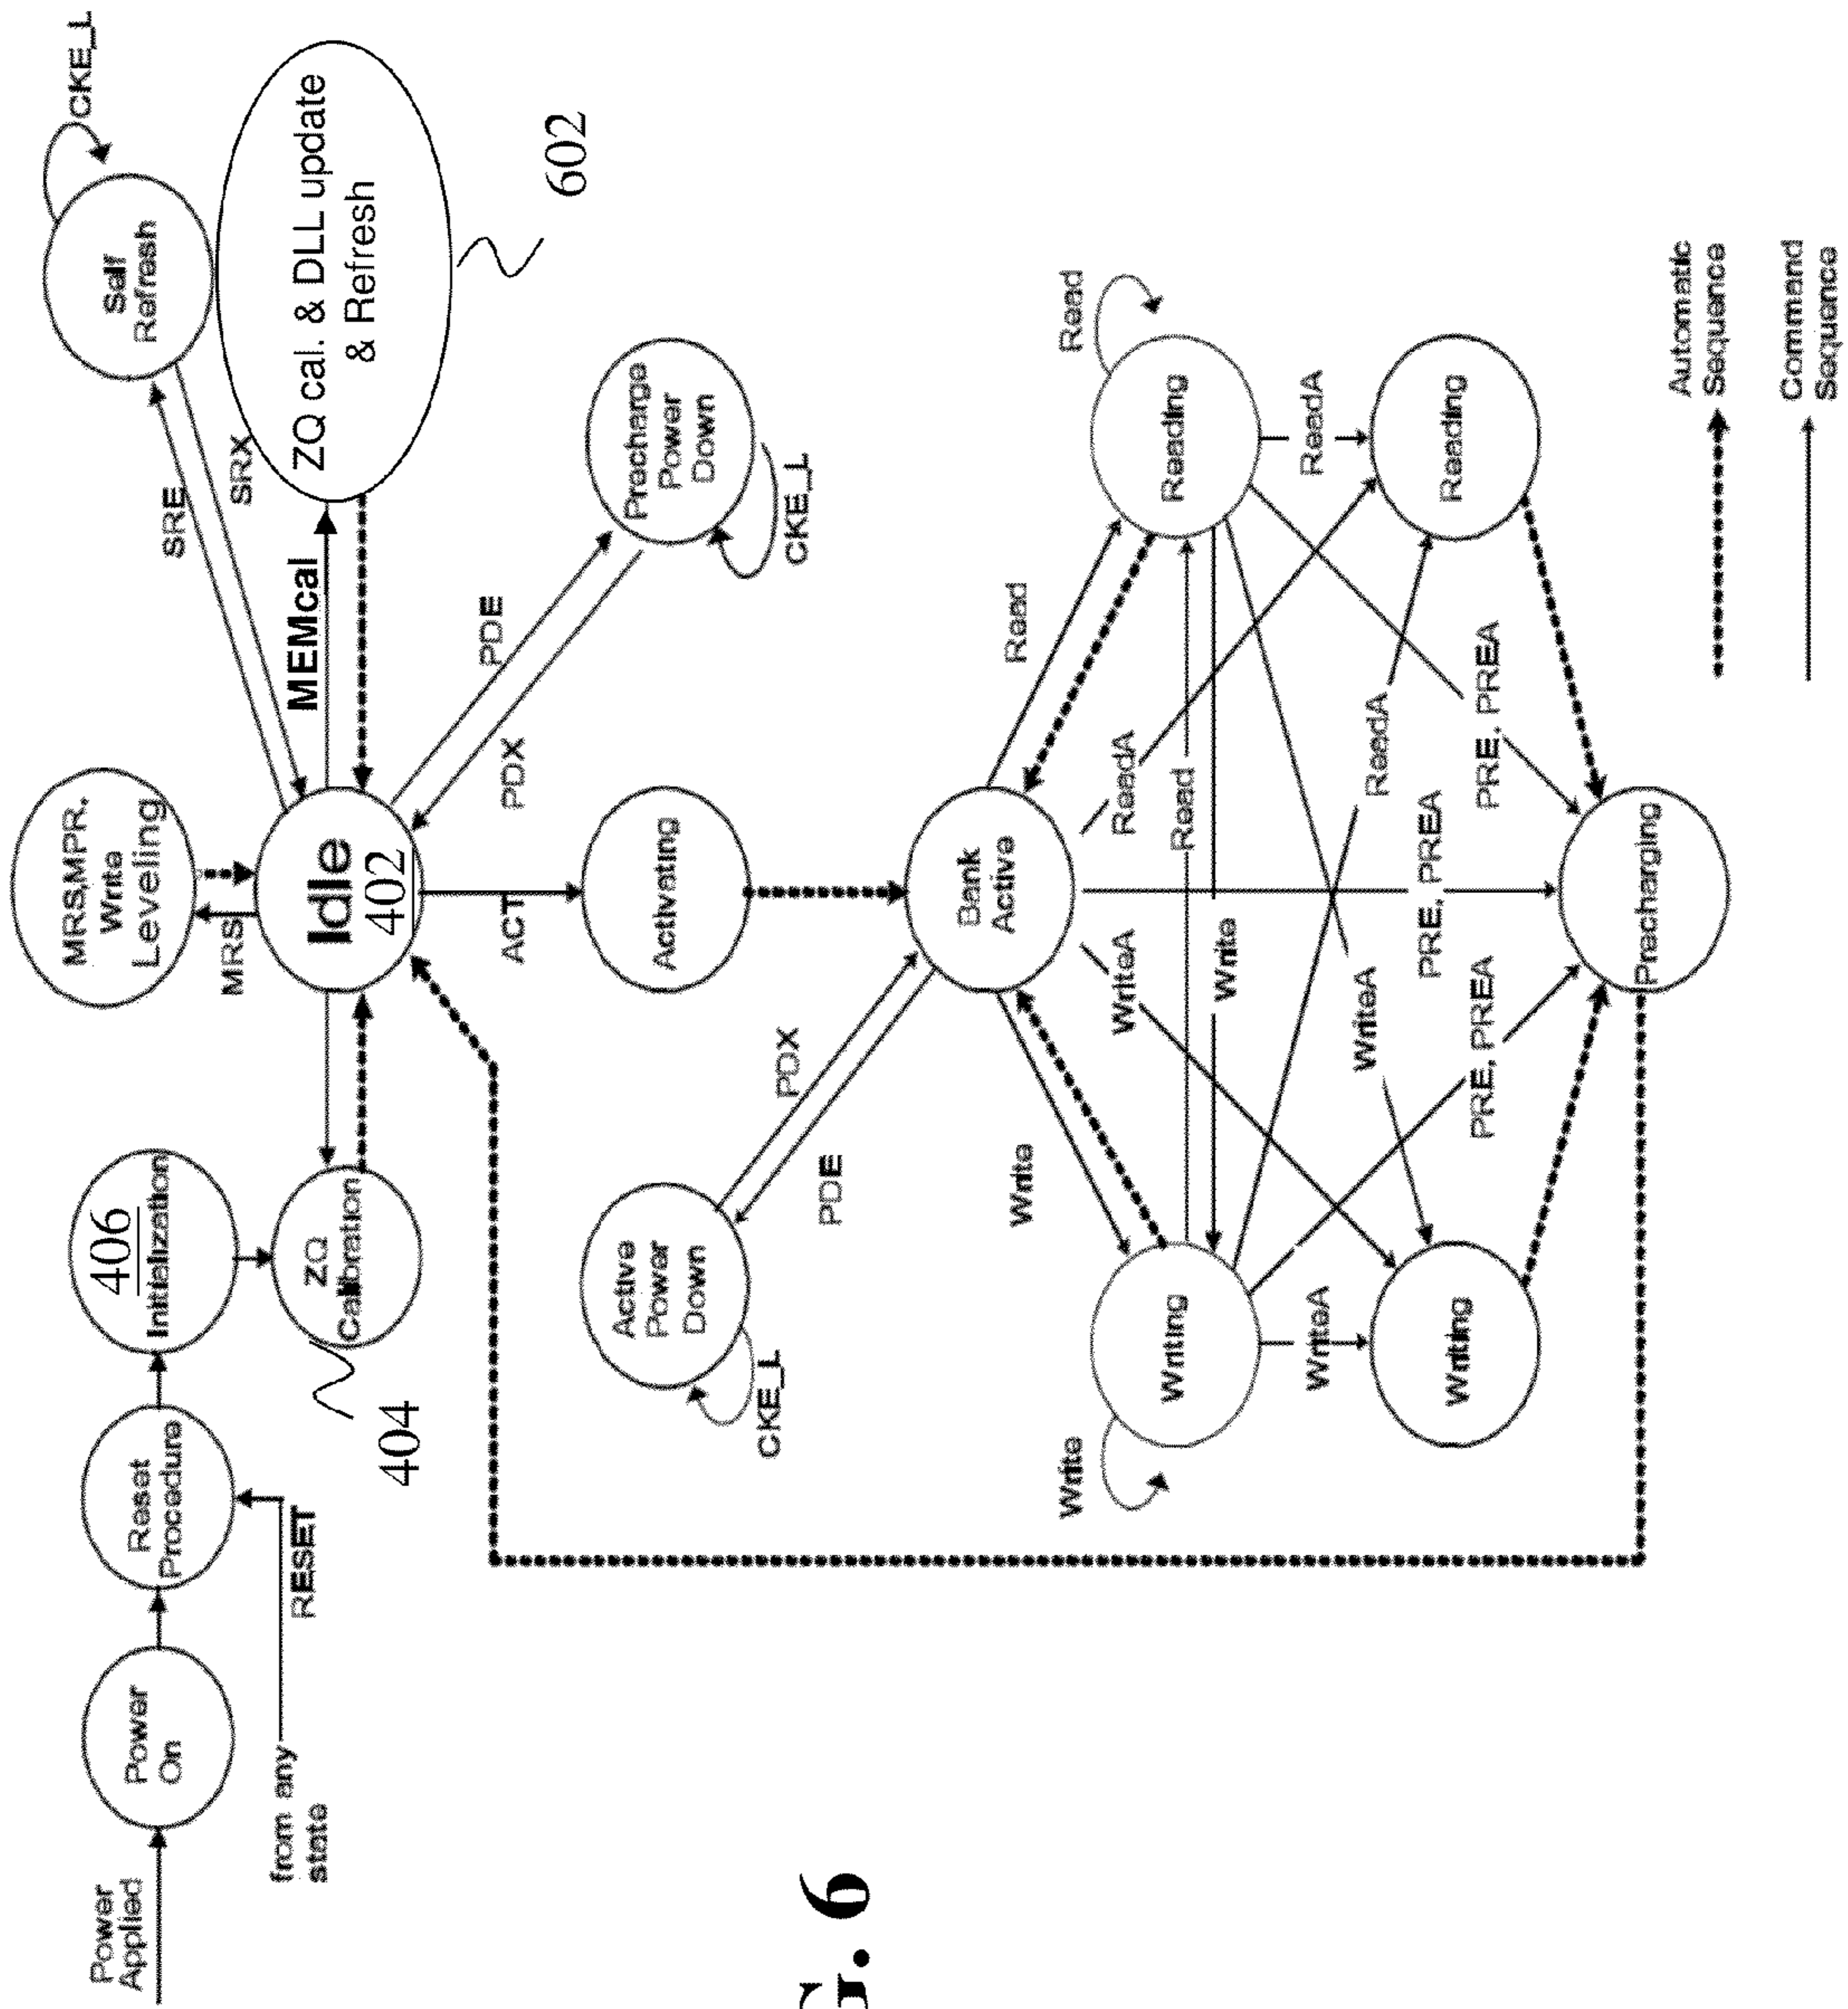 Power
Applied
Power
On
Reset
Procedure
from any
state
RESET
406
Initialization
ZQ
Calibration
404
MRS,MPR,
Write
Leveling
MRS
Idle
402
SRE
SRX
Self
Refresh
CKE_L
MEMcal
ZQ cal. & DLL update
& Refresh
602
PDE
PDX
Precharge
Power
Down
CKE_L
ACT
Activating
Active
Power
Down
CKE_L
PDX
PDE
Bank
Active
Write
Read
WriteA
ReadA
Write
Writing
Read
Write
Reading
Read
WriteA
WriteA
ReadA
ReadA
PRE, PREA
PRE, PREA
PRE, PREA
Writing
Reading
Precharging
Automatic
Sequence
Command
Sequence
G. 6